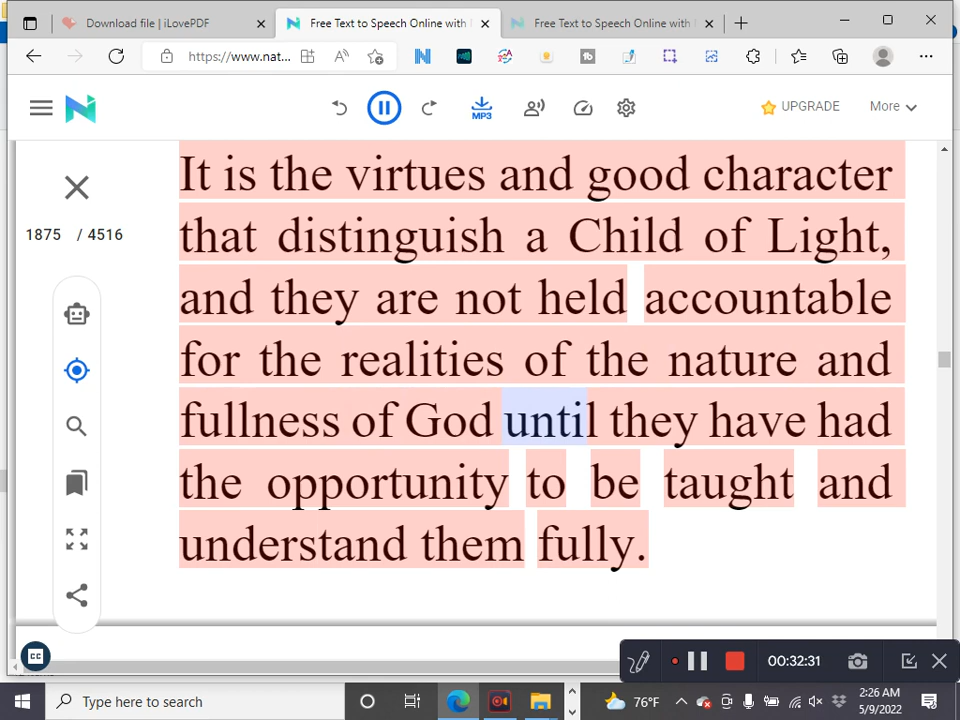 Download file | iLovePDF
Free Text to Speech Online with
Free Text to Speech Online with
https://www.nat...
MP3
UPGRADE
More
1875 / 4516
It is the virtues and good character
that distinguish a Child of Light,
and they are not held accountable
for the realities of the nature and
fullness of God until they have had
the opportunity to be taught and
understand them fully.
CC
00:32:31
Type here to search
76°F
2:26 AM
5/9/2022